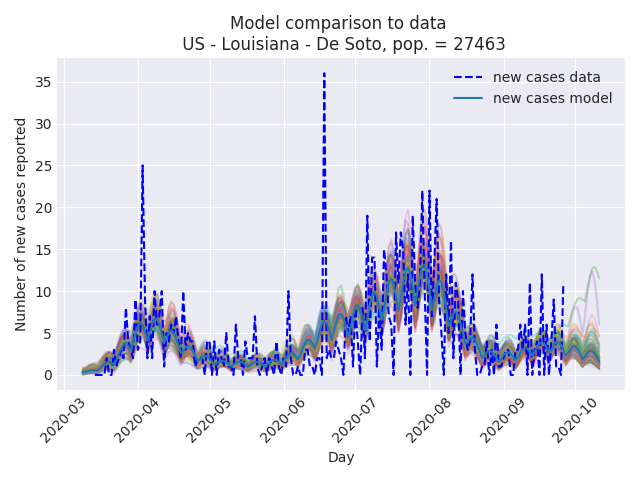 Model comparison to data
US - Louisiana - De Soto, pop. = 27463
new cases data
new cases model
Number of new cases reported
35
30
25
20
15
10
5
0
2020-03
2020-04
2020-05
2020-06
2020-07
2020-08
2020-09
2020-10
Day